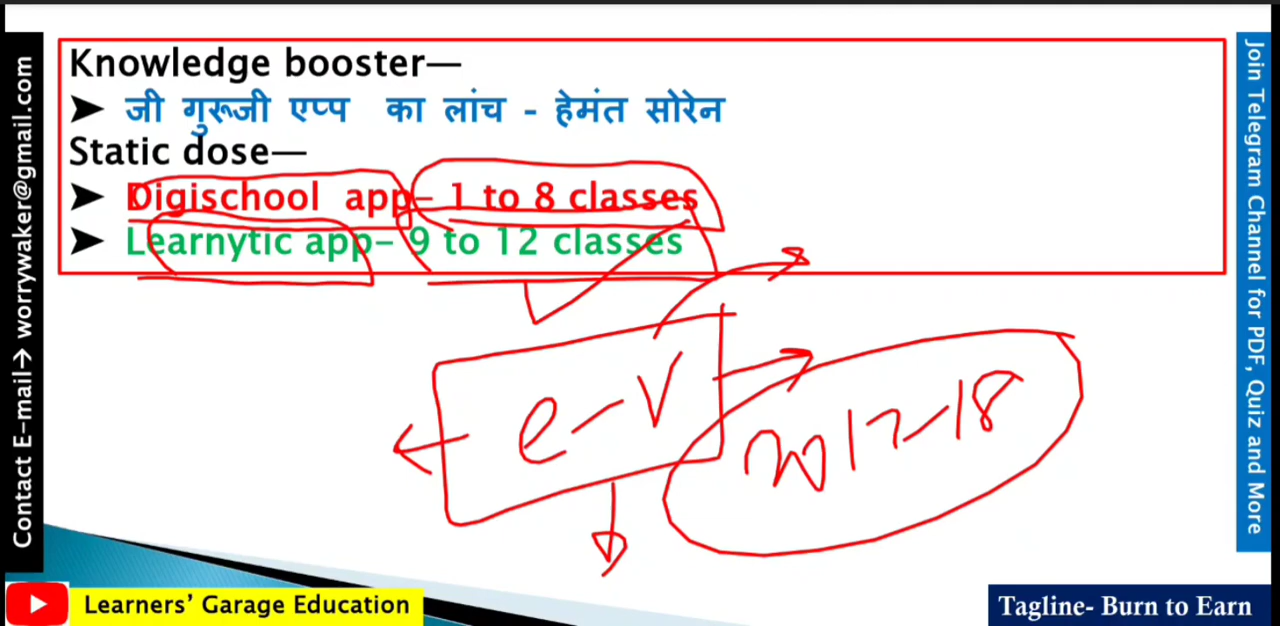 Knowledge booster—
➤ जी गुरूजी एप्प का लांच - हेमंत सोरेन
Static dose—
➤ Digischool app- 1 to 8 classes
➤ Learnytic app- 9 to 12 classes
e-V
2017-18
Contact E-mail→ worrywaker@gmail.com
Join Telegram Channel for PDF, Quiz and More
Learners' Garage Education
Tagline- Burn to Earn